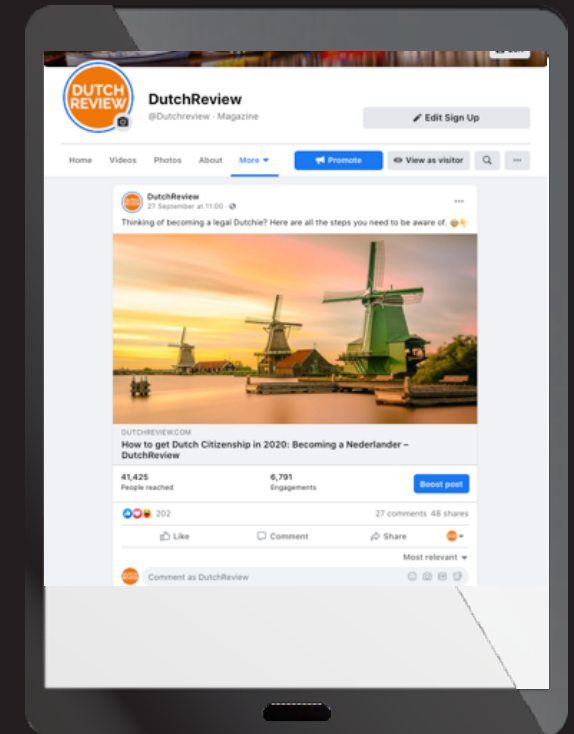 DUTCH
REVIEW
DutchReview
@Dutchreview · Magazine
Edit Sign Up
Home Videos Photos About More Promote View as visitor
DutchReview
27 September at 11:00 ·
Thinking of becoming a legal Dutchie? Here are all the steps you need to be aware of.
DUTCHREVIEW.COM
How to get Dutch Citizenship in 2020: Becoming a Nederlander –
DutchReview
41,425 6,791
People reached Engagements Boost post
202 27 comments 48 shares
Like Comment Share
Most relevant
Comment as DutchReview